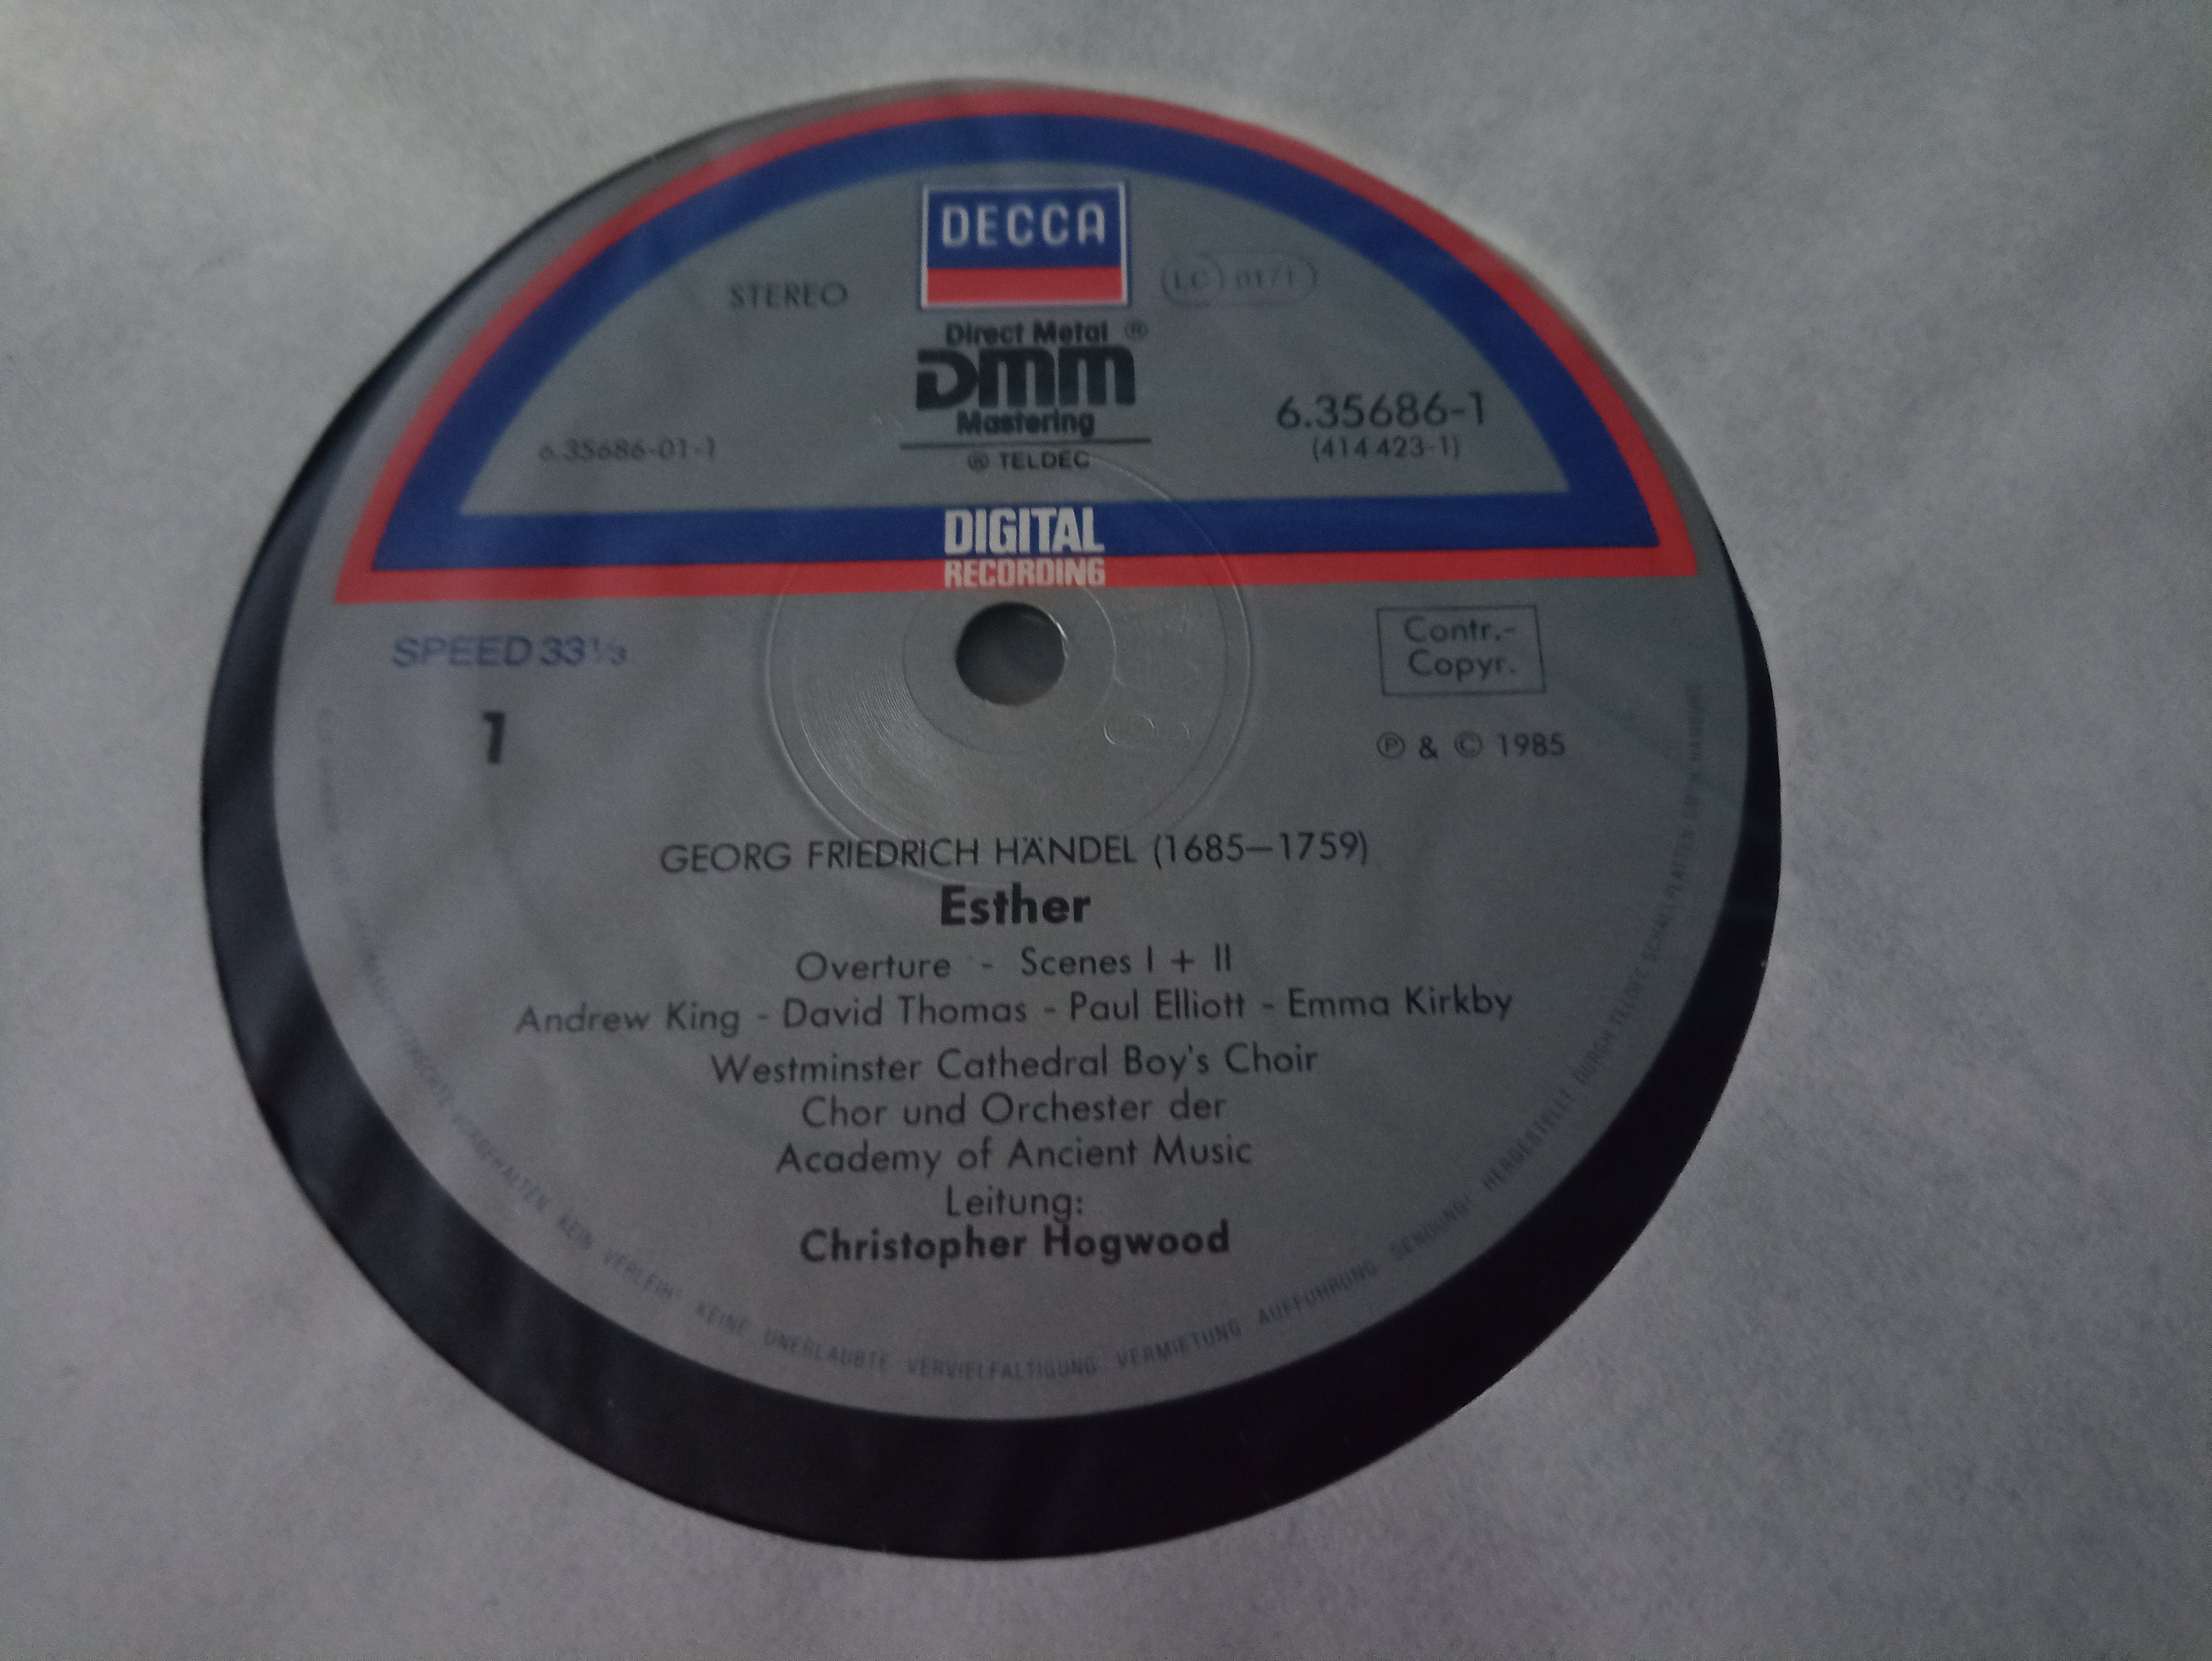 DECCA
STEREO
LC 0171
Direct Metal ®
DMM
Mastering
6.35686-1
(414 423-1)
6.35686-01-1
® TELDEC
DIGITAL
RECORDING
SPEED 33⅓
Contr.-
Copyr.
1
Ⓟ & © 1985
GEORG FRIEDRICH HÄNDEL (1685—1759)
Esther
Overture - Scenes I + II
Andrew King - David Thomas - Paul Elliott - Emma Kirkby
Westminster Cathedral Boy's Choir
Chor und Orchester der
Academy of Ancient Music
Leitung:
Christopher Hogwood
VORBEHALTEN KEIN VERLEIH! KEINE UNERLAUBTE VERVIELFÄLTIGUNG VERMIETUNG AUFFÜHRUNG SENDUNG! HERGESTELLT DURCH TELDEC SCHALLPLATTEN